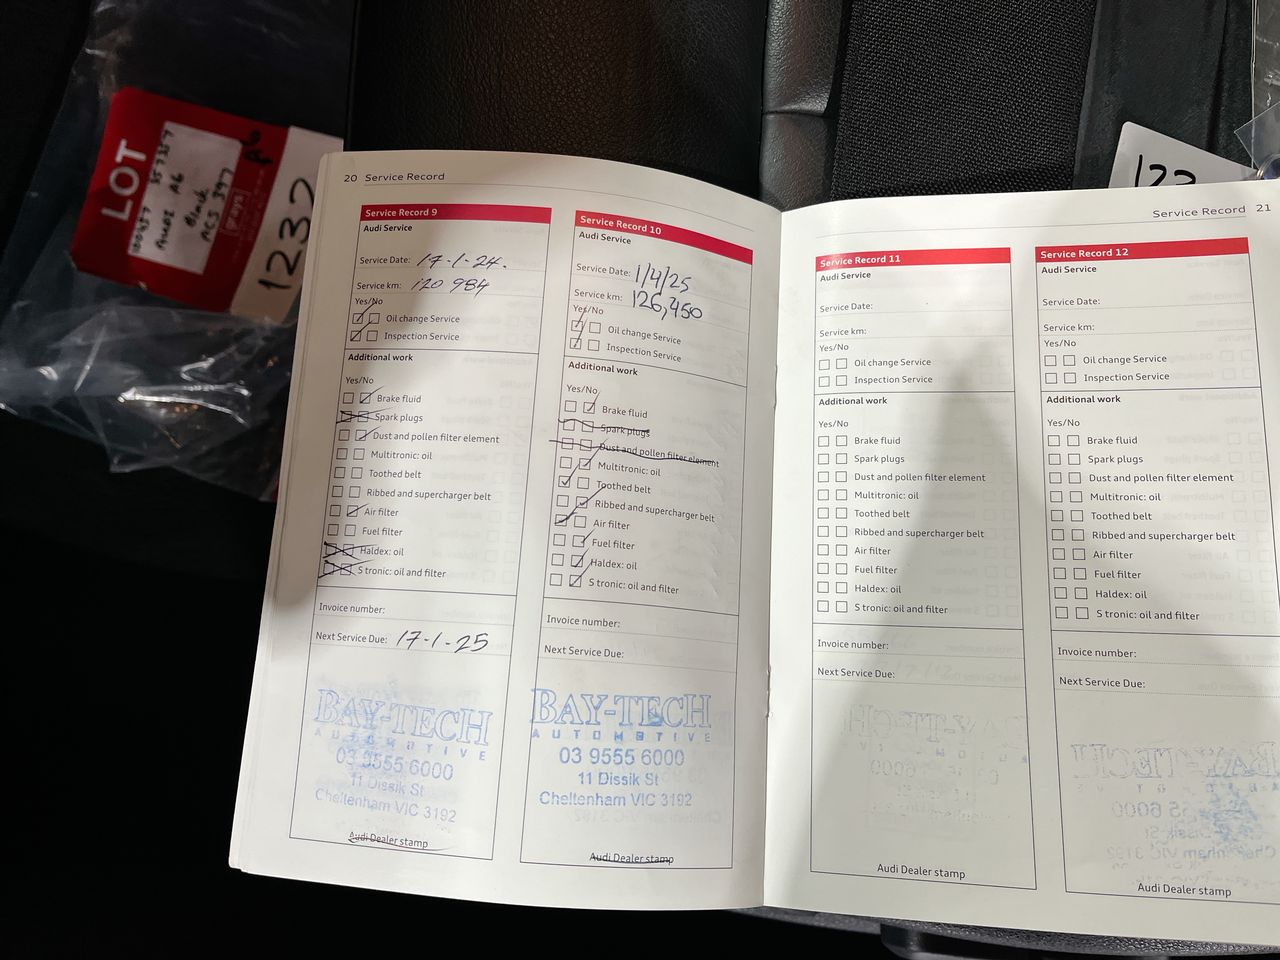 LOT
Audi A6
Black
ACS 397
grays
1232
123
20 Service Record
Service Record 9
Audi Service
Service Date: 17-1-24.
Service km: 120 984
Yes/No
Oil change Service
Inspection Service
Additional work
Yes/No
Brake fluid
Spark plugs
Dust and pollen filter element
Multitronic: oil
Toothed belt
Ribbed and supercharger belt
Air filter
Fuel filter
Haldex: oil
S tronic: oil and filter
Invoice number:
Next Service Due: 17-1-25
BAY-TECH
AUTOMOTIVE
03 9555 6000
11 Dissik St
Cheltenham VIC 3192
Audi Dealer stamp
Service Record 10
Audi Service
Service Date: 1/4/25
Service km: 126,450
Yes/No
Oil change Service
Inspection Service
Additional work
Yes/No
Brake fluid
Spark plugs
Dust and pollen filter element
Multitronic: oil
Toothed belt
Ribbed and supercharger belt
Air filter
Fuel filter
Haldex: oil
S tronic: oil and filter
Invoice number:
Next Service Due:
BAY-TECH
AUTOMOTIVE
03 9555 6000
11 Dissik St
Cheltenham VIC 3192
Audi Dealer stamp
Service Record 21
Service Record 11
Audi Service
Service Date:
Service km:
Yes/No
Oil change Service
Inspection Service
Additional work
Yes/No
Brake fluid
Spark plugs
Dust and pollen filter element
Multitronic: oil
Toothed belt
Ribbed and supercharger belt
Air filter
Fuel filter
Haldex: oil
S tronic: oil and filter
Invoice number:
Next Service Due:
Audi Dealer stamp
Service Record 12
Audi Service
Service Date:
Service km:
Yes/No
Oil change Service
Inspection Service
Additional work
Yes/No
Brake fluid
Spark plugs
Dust and pollen filter element
Multitronic: oil
Toothed belt
Ribbed and supercharger belt
Air filter
Fuel filter
Haldex: oil
S tronic: oil and filter
Invoice number:
Next Service Due:
Audi Dealer stamp